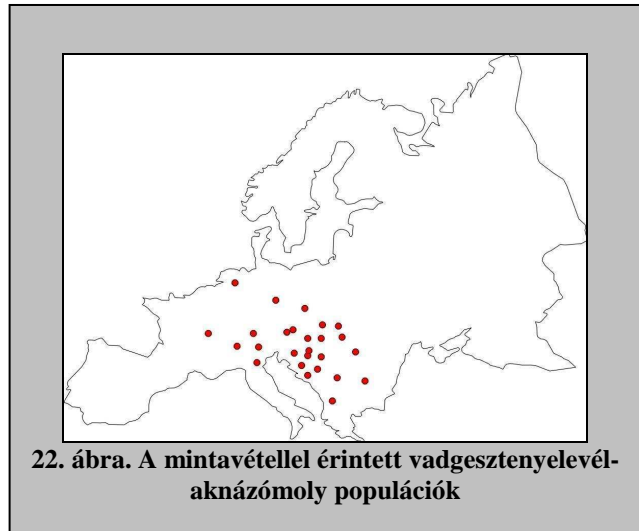 22. ábra. A mintavétellel érintett vadgesztenyelevél-
aknázómoly populációk